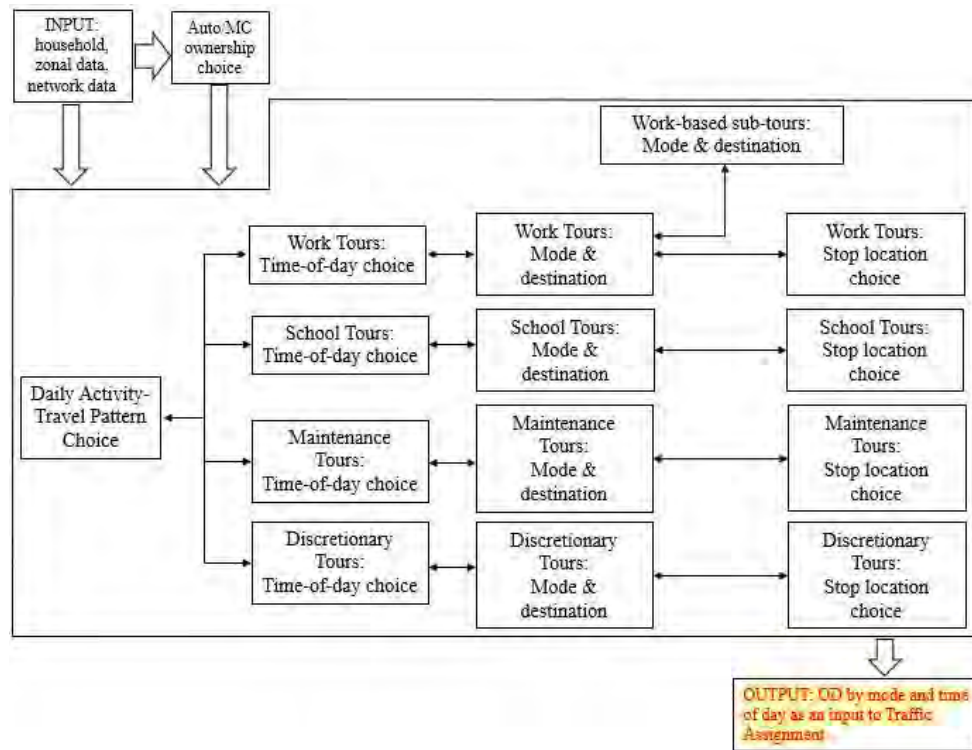 INPUT:
household,
zonal data,
network data
Auto/MC
ownership
choice
Work-based sub-tours:
Mode & destination
Work Tours:
Time-of-day choice
Work Tours:
Mode &
destination
Work Tours:
Stop location
choice
School Tours:
Time-of-day choice
School Tours:
Mode &
destination
School Tours:
Stop location
choice
Daily Activity-
Travel Pattern
Choice
Maintenance
Tours:
Time-of-day choice
Maintenance
Tours:
Mode &
destination
Maintenance
Tours:
Stop location
choice
Discretionary
Tours:
Time-of-day choice
Discretionary
Tours:
Mode &
destination
Discretionary
Tours:
Stop location
choice
OUTPUT: OD by mode and time
of day as an input to Traffic
Assignment